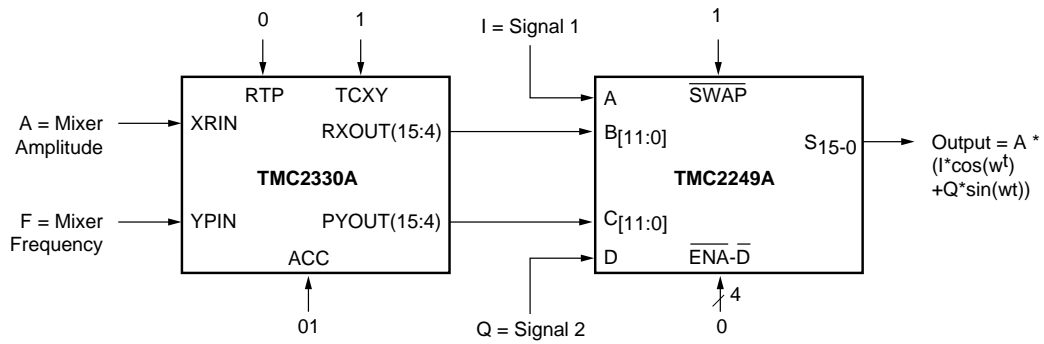 0
1
I = Signal 1
1
RTP
TCXY
A
SWAP
A = Mixer
Amplitude
XRIN
RXOUT(15:4)
B[11:0]
S15-0
Output = A *
(I*cos(wt)
+Q*sin(wt))
TMC2330A
TMC2249A
F = Mixer
Frequency
YPIN
PYOUT(15:4)
C[11:0]
ACC
D
ENA-D
4
01
Q = Signal 2
0